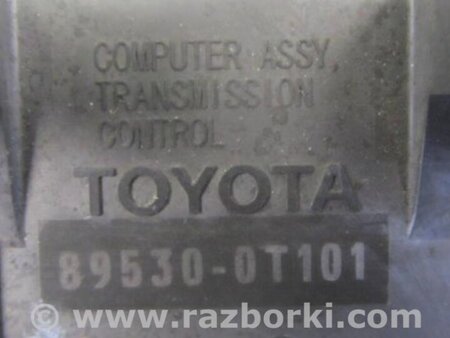 COMPUTER ASSY,
TRANSMISSION
CONTROL
TOYOTA
89530-0T101
www.razborki.com